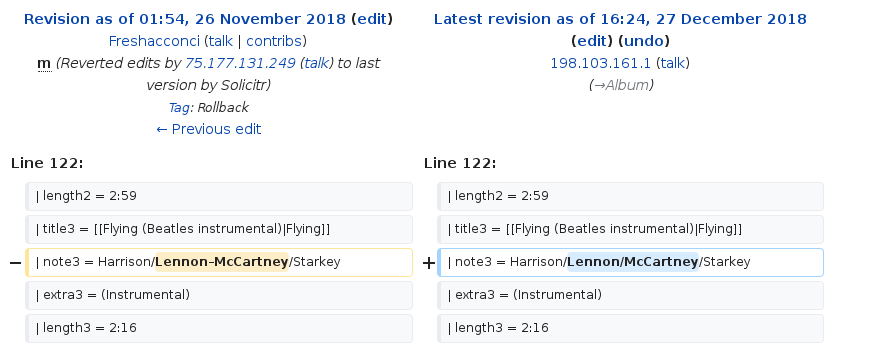 Revision as of 01:54, 26 November 2018 (edit)
Freshacconci (talk | contribs)
m (Reverted edits by 75.177.131.249 (talk) to last
version by Solicitr)
Tag: Rollback
← Previous edit
Latest revision as of 16:24, 27 December 2018
(edit) (undo)
198.103.161.1 (talk)
(→Album)
Line 122:
| length2 = 2:59
| title3 = [[Flying (Beatles instrumental)|Flying]]
− | note3 = Harrison/Lennon–McCartney/Starkey
| extra3 = (Instrumental)
| length3 = 2:16
Line 122:
| length2 = 2:59
| title3 = [[Flying (Beatles instrumental)|Flying]]
+ | note3 = Harrison/Lennon/McCartney/Starkey
| extra3 = (Instrumental)
| length3 = 2:16